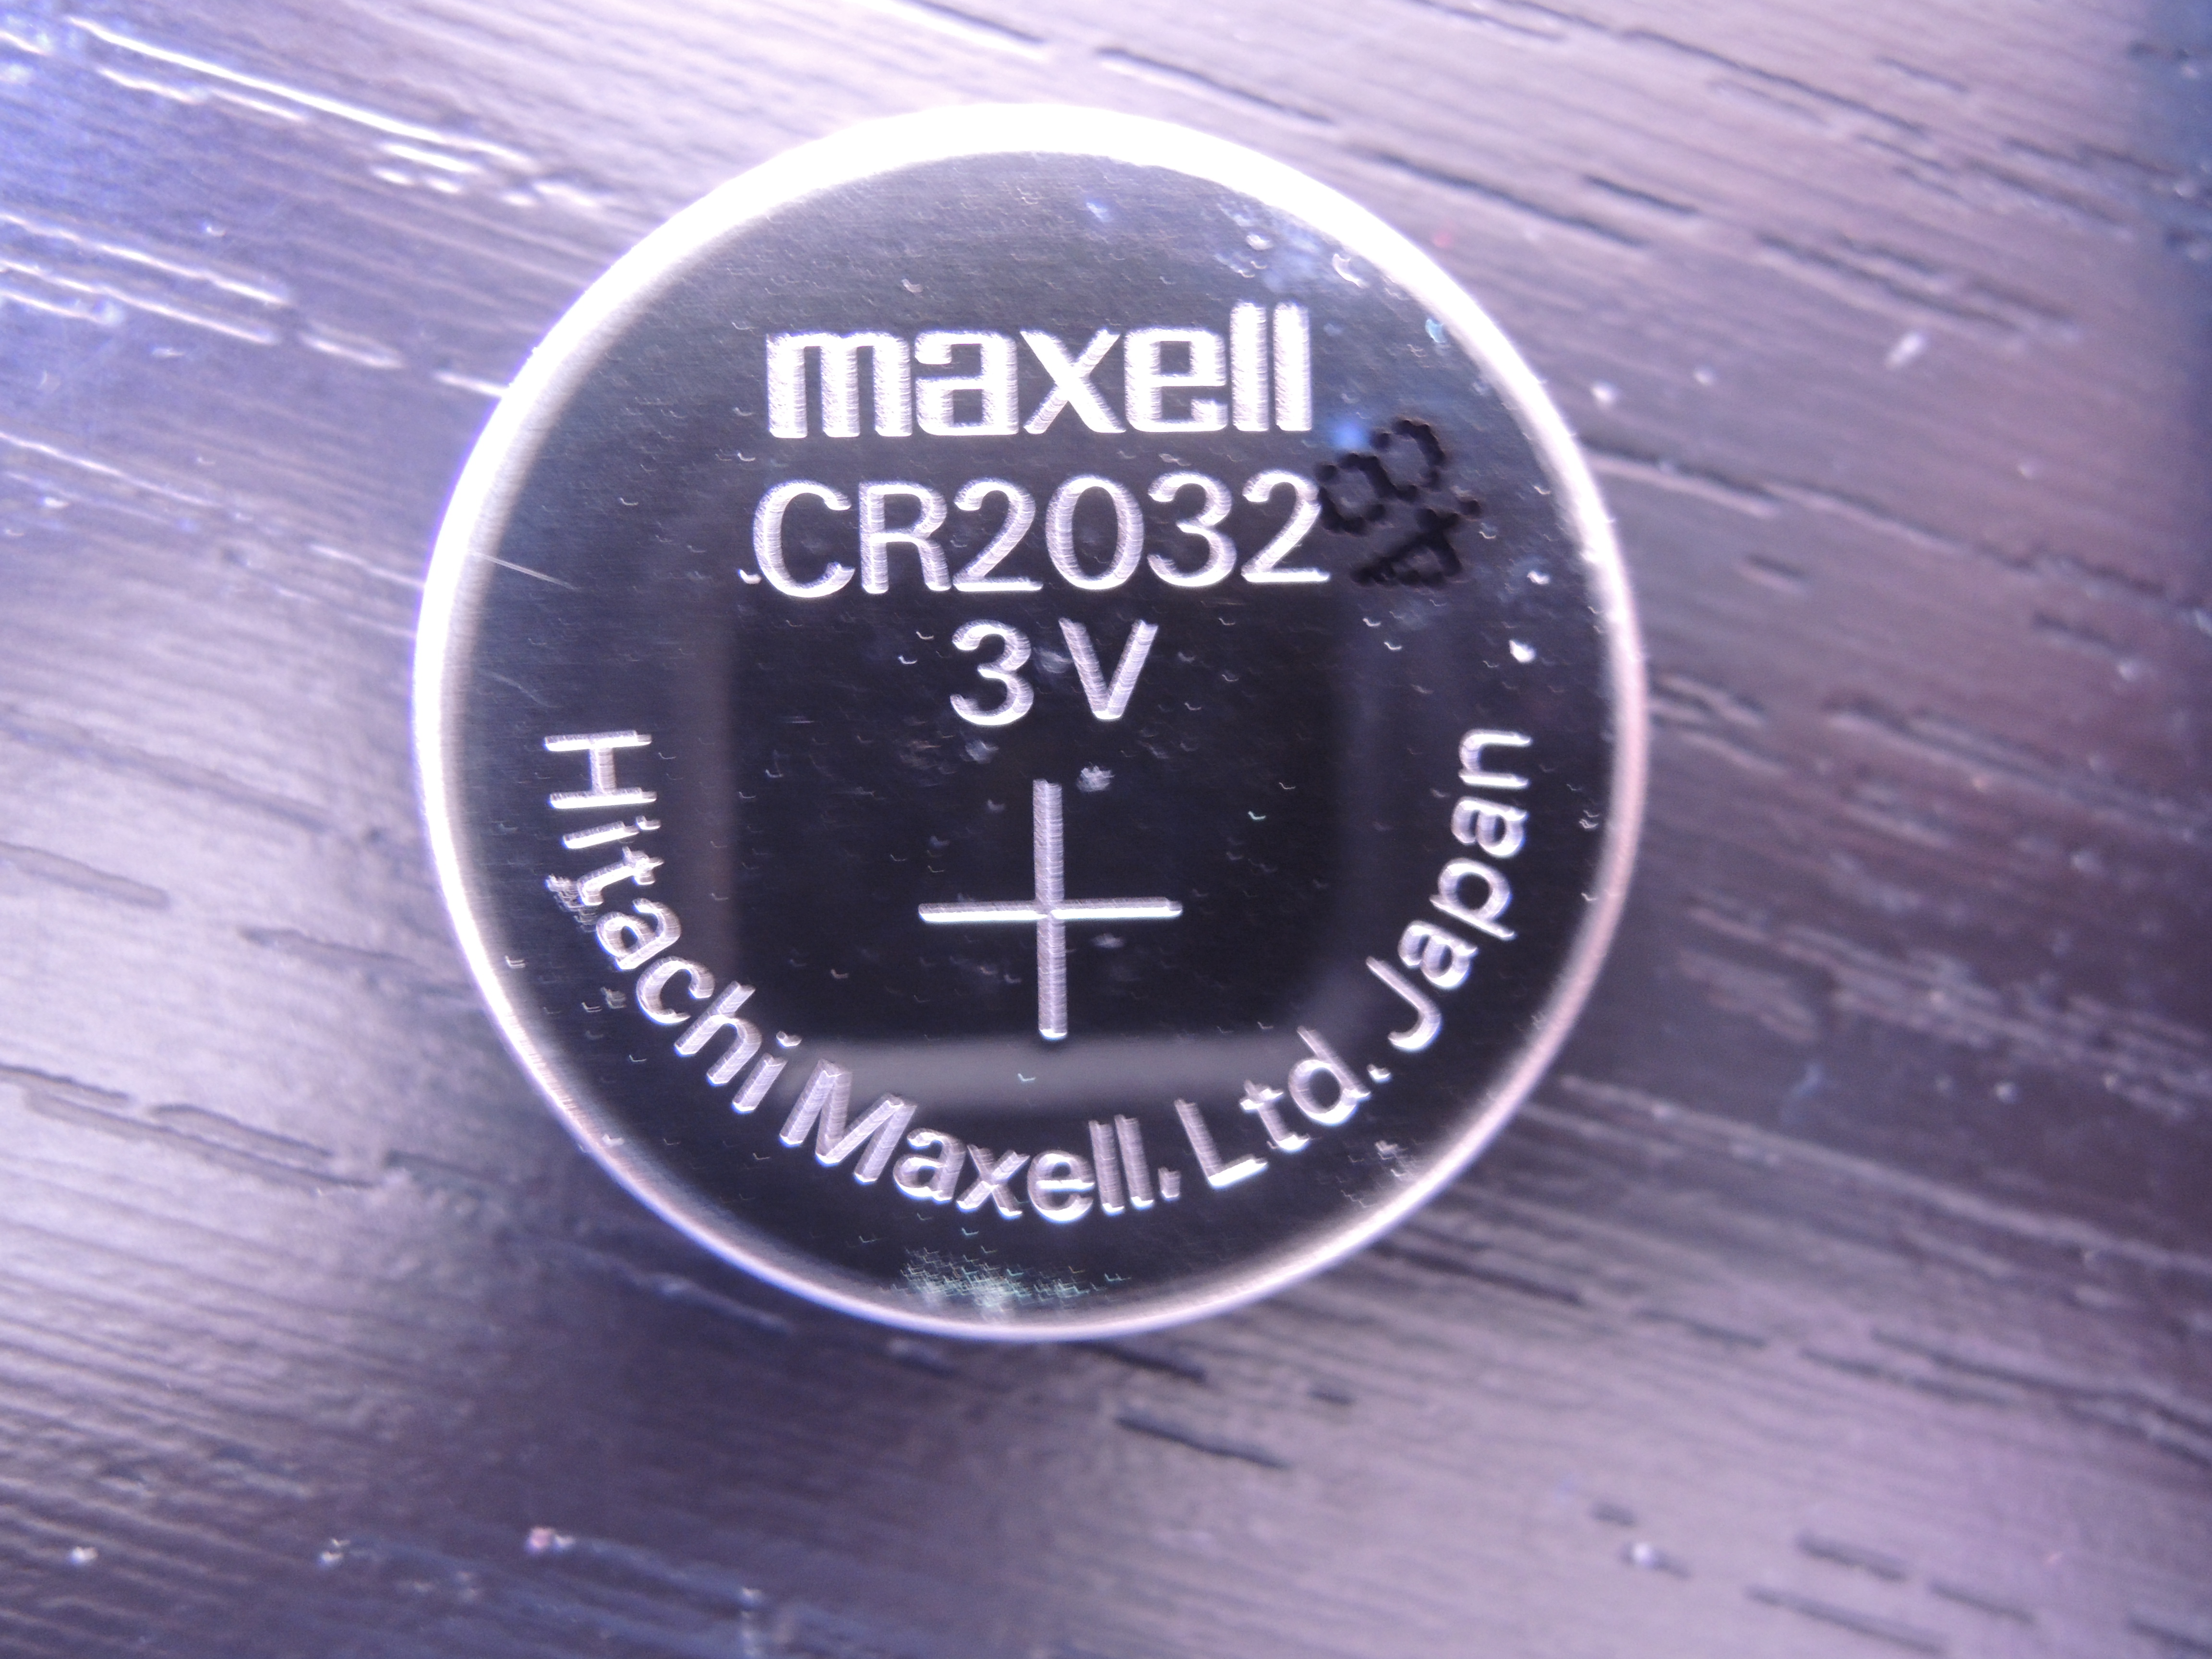 maxell
CR2032
3V
+
Hitachi Maxell, Ltd. Japan